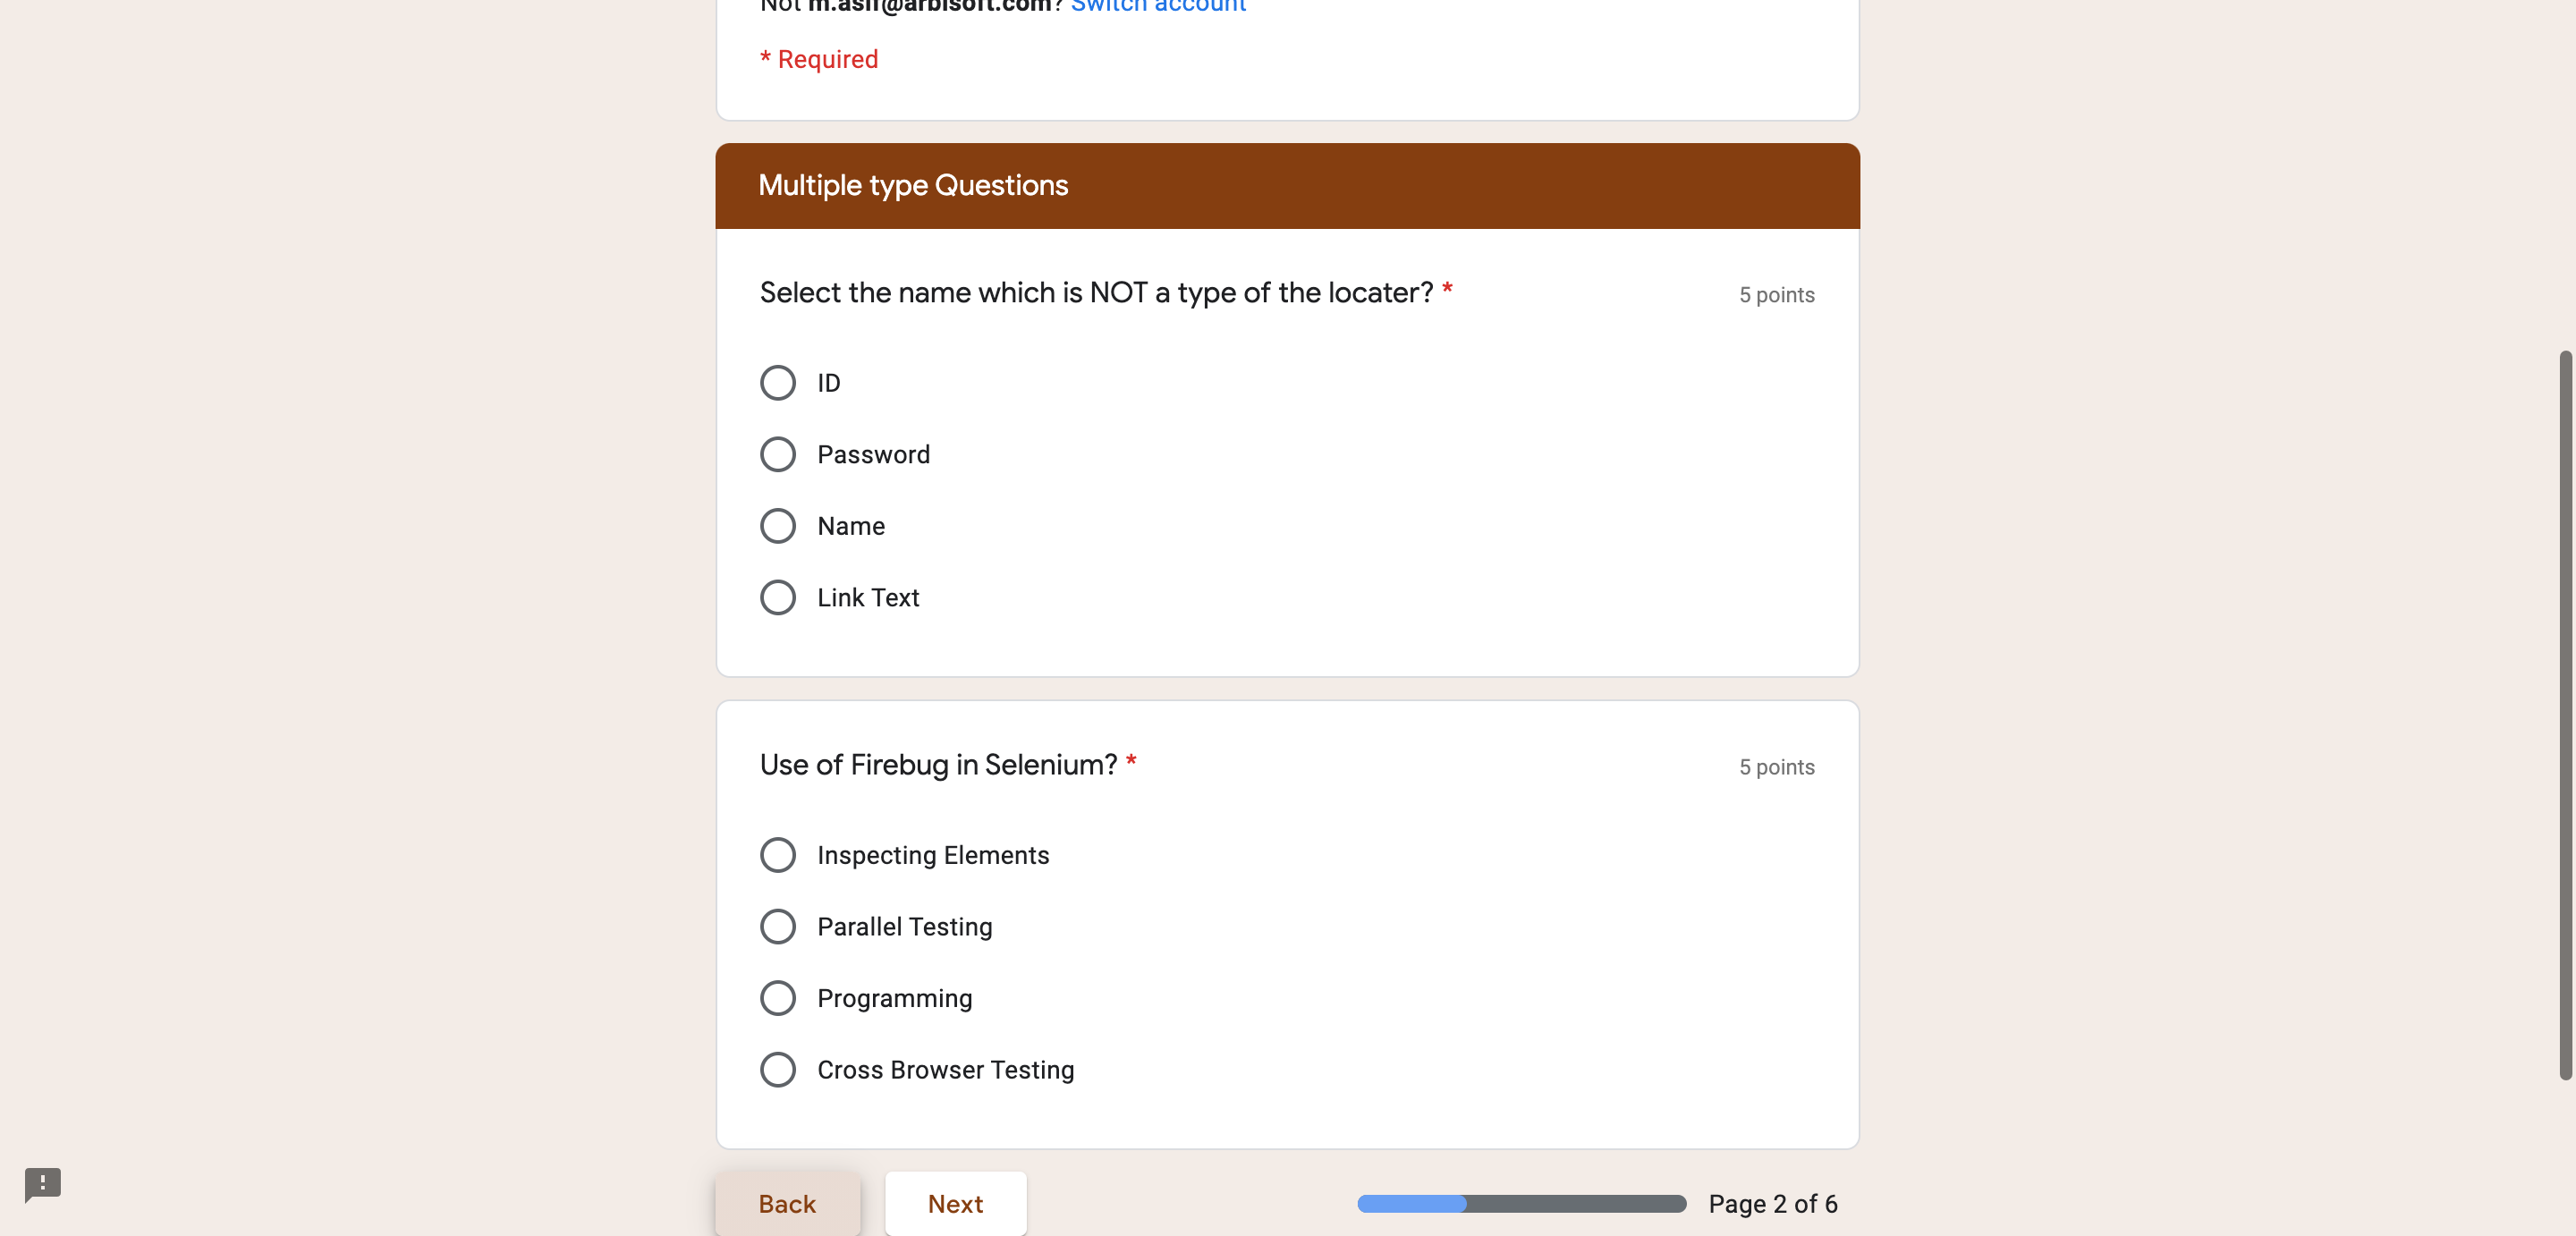 Not m.asif@arbisoft.com? Switch account
* Required
Multiple type Questions
Select the name which is NOT a type of the locater? *
5 points
ID
Password
Name
Link Text
Use of Firebug in Selenium? *
5 points
Inspecting Elements
Parallel Testing
Programming
Cross Browser Testing
Back
Next
Page 2 of 6